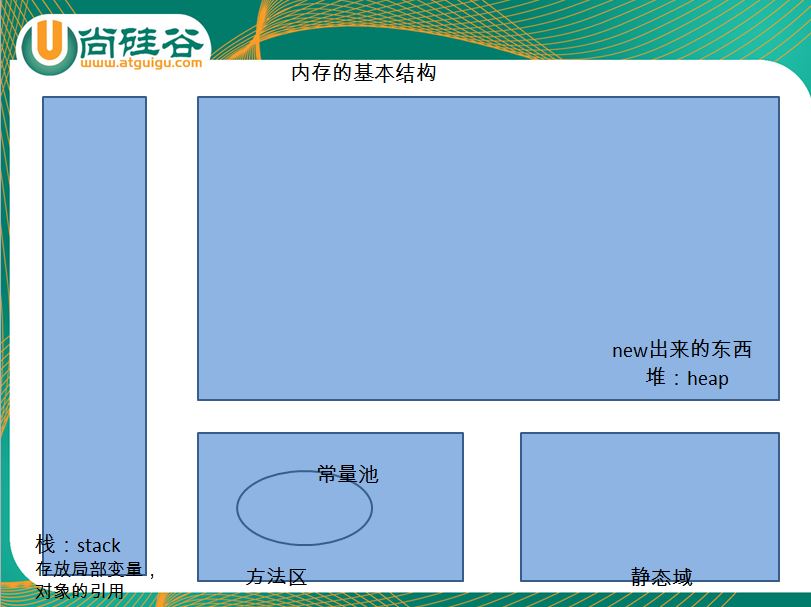 尚硅谷
www.atguigu.com
内存的基本结构
new出来的东西
堆：heap
常量池
栈：stack
存放局部变量，
对象的引用
方法区
静态域